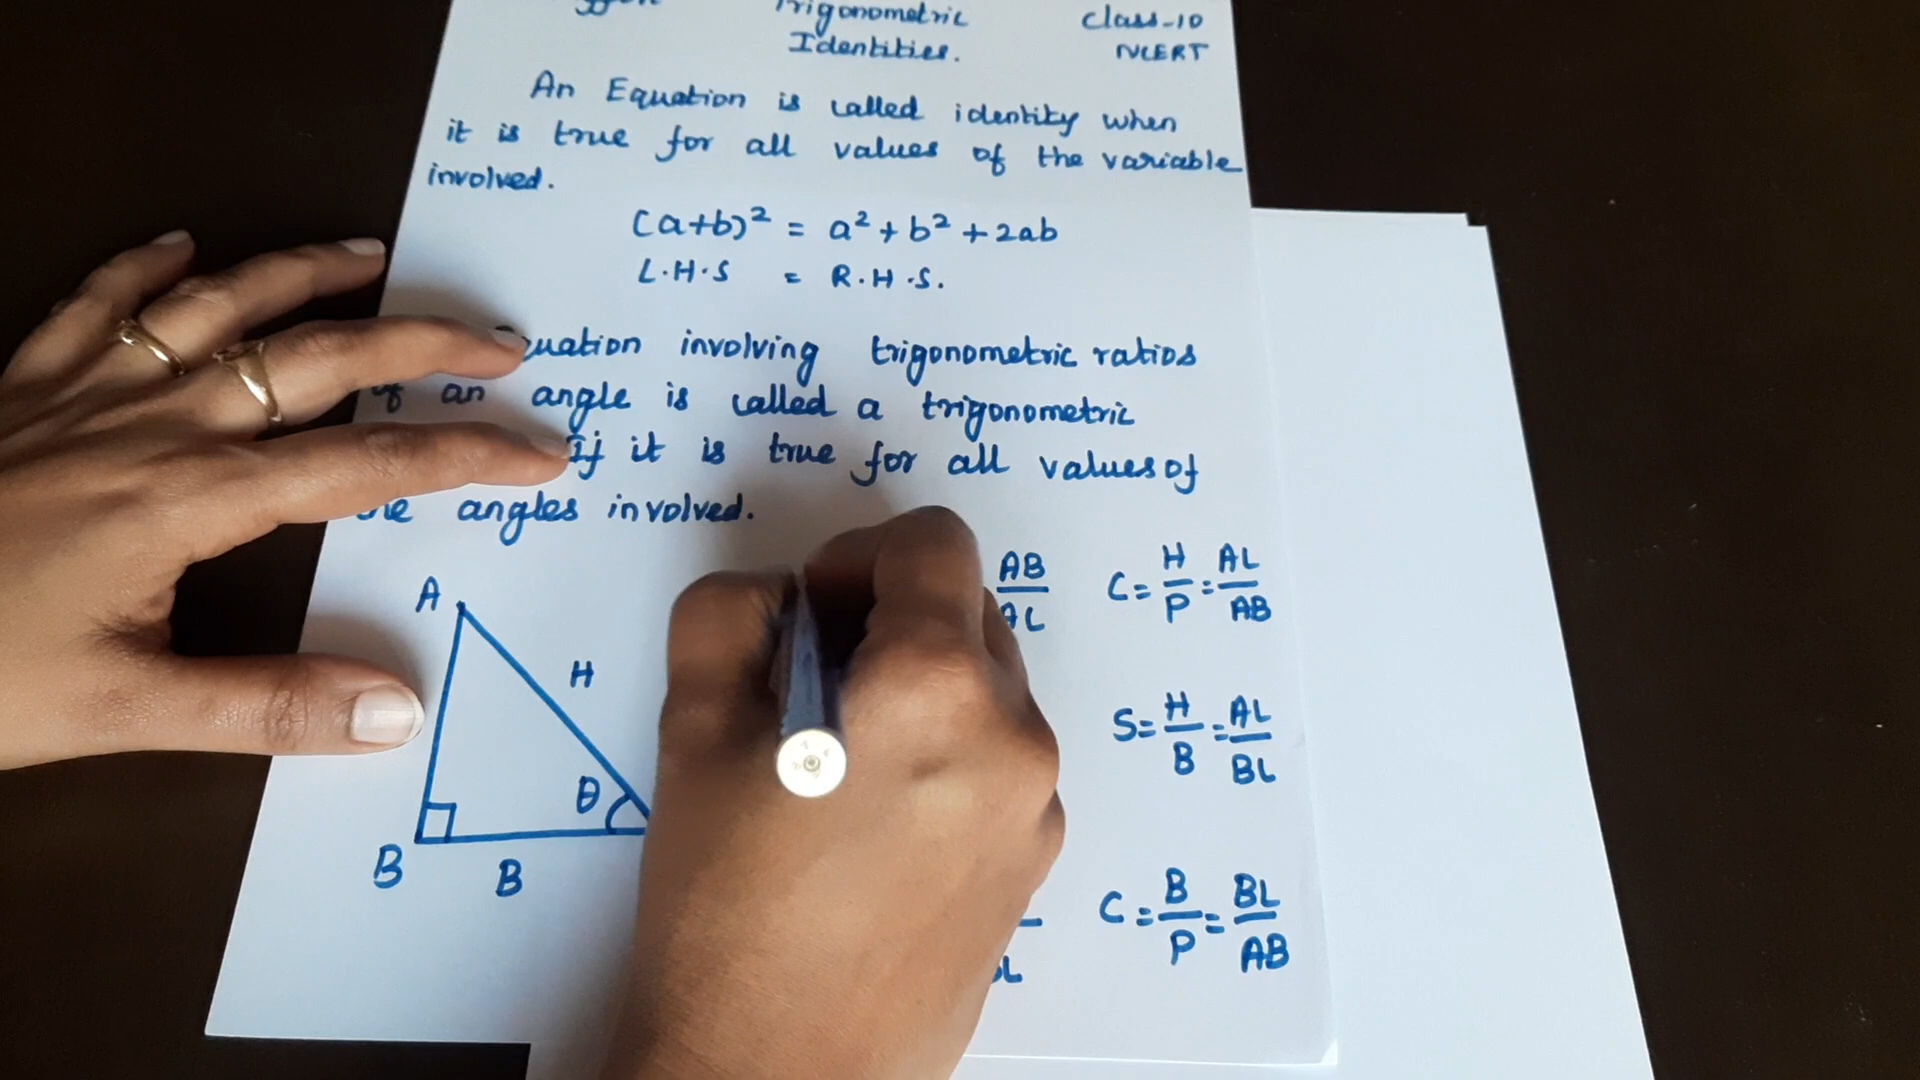 Trigonometric Class-10
Identities. NCERT
An Equation is called identity when
it is true for all values of the variable
involved.
(a+b)² = a² + b² + 2ab
L.H.S = R.H.S.
involving trigonometric ratios
an angle is called a trigonometric
If it is true for all values of
angles involved.
A
H
θ
B
B
AB/AL C = H/P = AL/AB
S = H/B = AL/BL
C = B/P = BL/AB